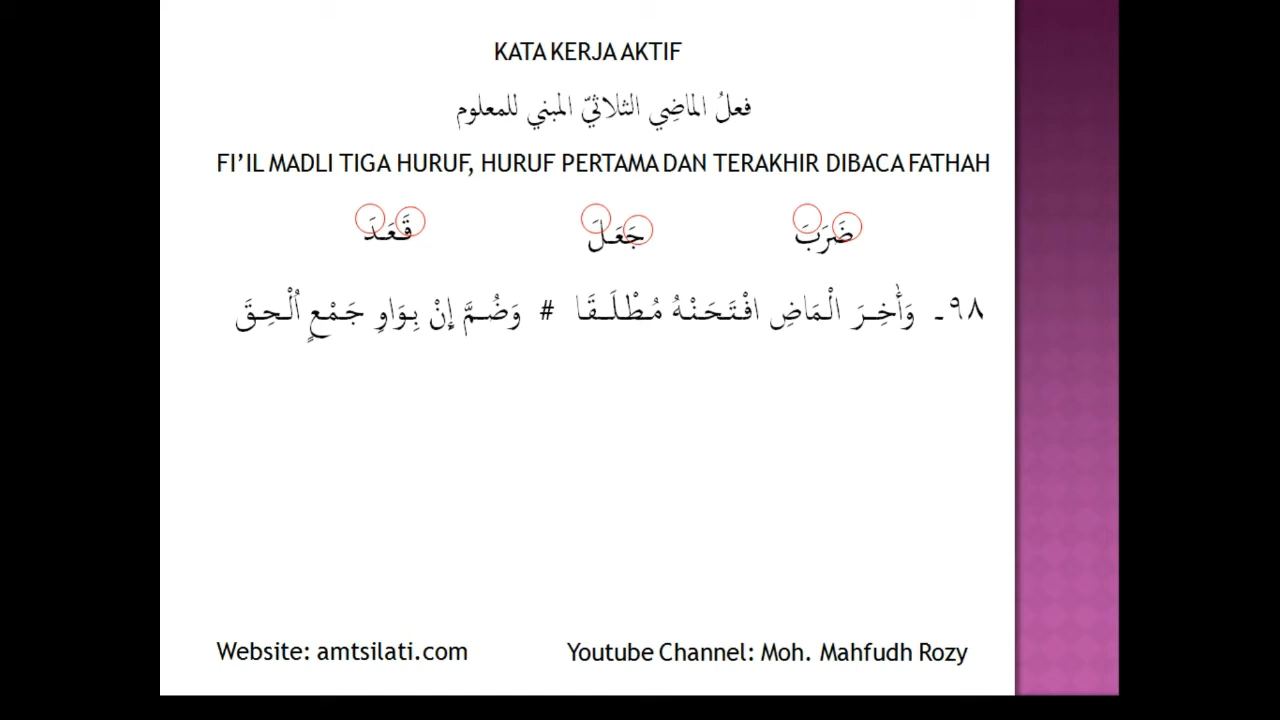 KATA KERJA AKTIF
فعلُ الماضِي الثلاثيّ المبني للمعلوم
FI'IL MADLI TIGA HURUF, HURUF PERTAMA DAN TERAKHIR DIBACA FATHAH
ضَرَبَ جَعَلَ قَعَدَ
٩٨- وَأٰخِرَ الْمَاضِ افْتَحَنْهُ مُطْلَقَا # وَضُمَّ إِنْ بِوَاوِ جَمْعٍ اُلْحِقَ
Website: amtsilati.com Youtube Channel: Moh. Mahfudh Rozy